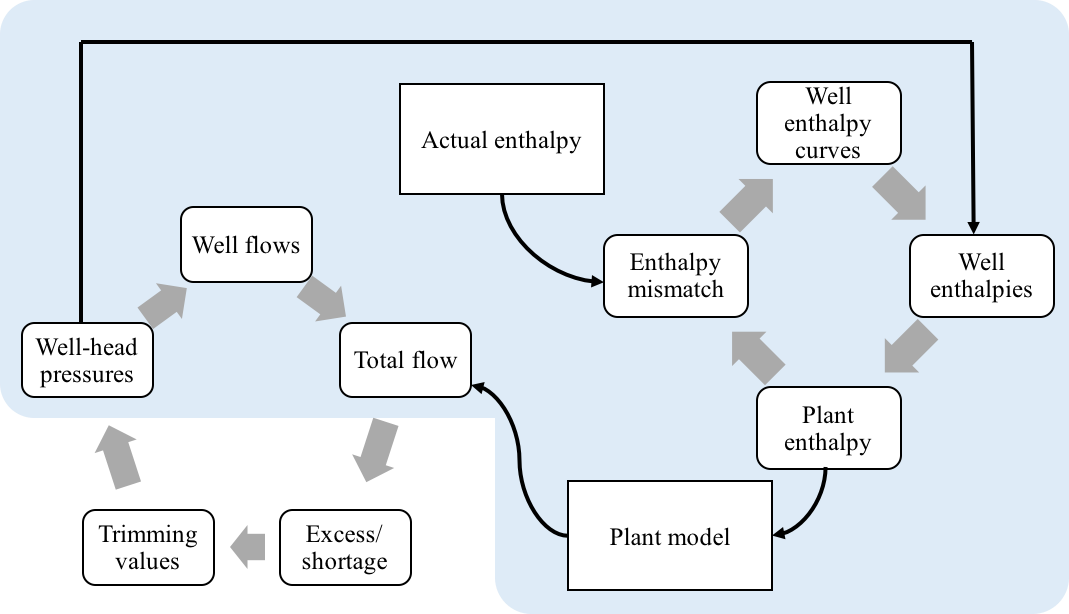 Well
enthalpy
curves
Actual enthalpy
Well flows
Enthalpy
mismatch
Well
enthalpies
Well-head
pressures
Total flow
Plant
enthalpy
Trimming
values
Excess/
shortage
Plant model